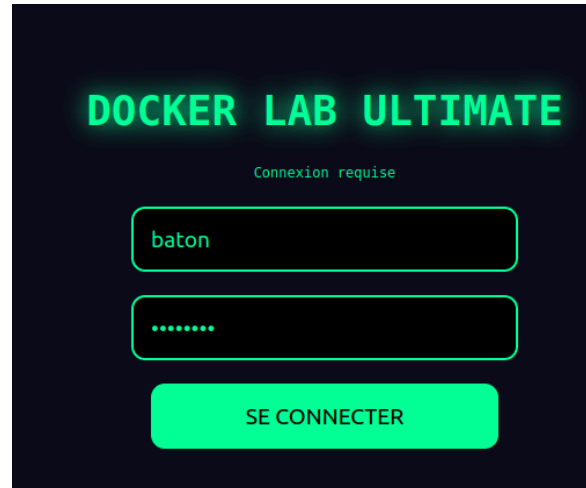 DOCKER LAB ULTIMATE
Connexion requise
baton
••••••••
SE CONNECTER